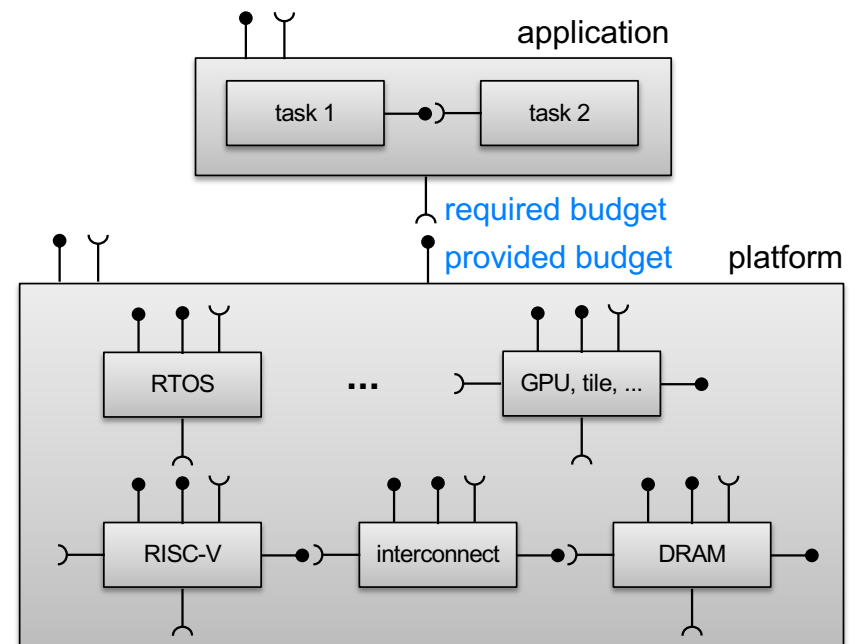 application
task 1
task 2
required budget
provided budget
platform
RTOS
...
GPU, tile, ...
RISC-V
interconnect
DRAM